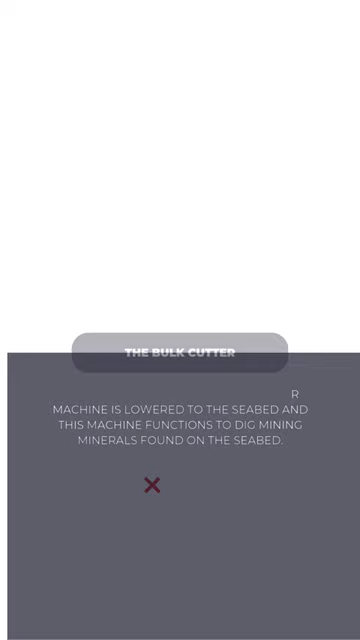 THE BULK CUTTER
R
MACHINE IS LOWERED TO THE SEABED AND
THIS MACHINE FUNCTIONS TO DIG MINING
MINERALS FOUND ON THE SEABED.